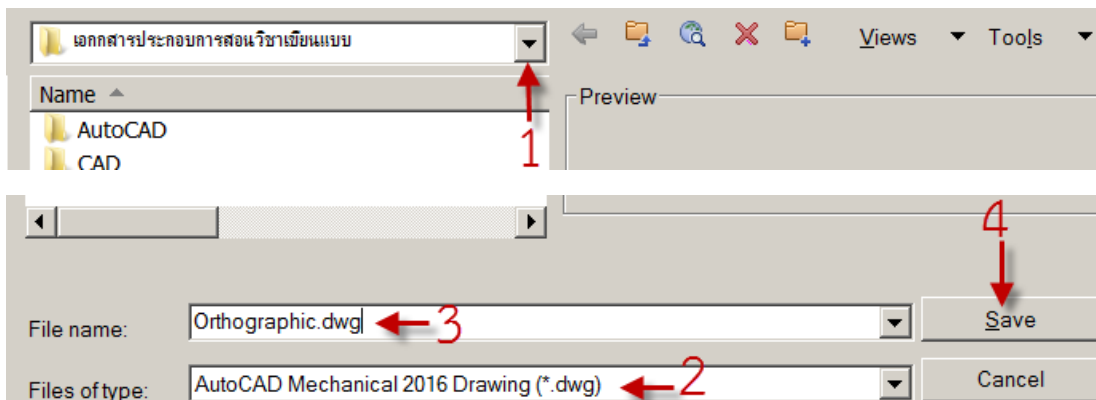 เอกกสารประกอบการสอนวิชาเขียนแบบ
Views Tools
Name
Preview
AutoCAD
1
CAD
4
File name: Orthographic.dwg 3 Save
Files of type: AutoCAD Mechanical 2016 Drawing (*.dwg) 2 Cancel